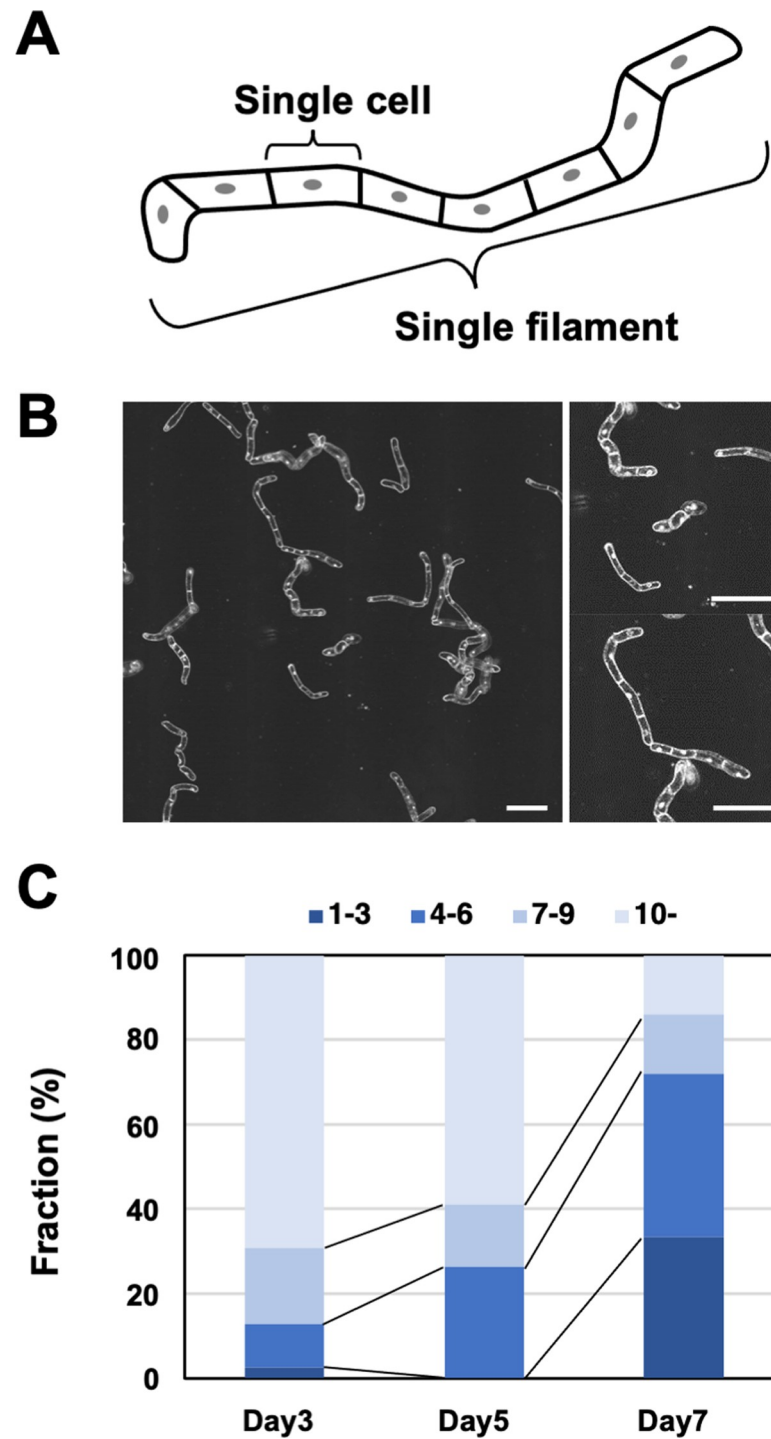 A
Single cell
Single filament
B
C
1-3 4-6 7-9 10-
100
80
60
40
20
0
Fraction (%)
Day3 Day5 Day7